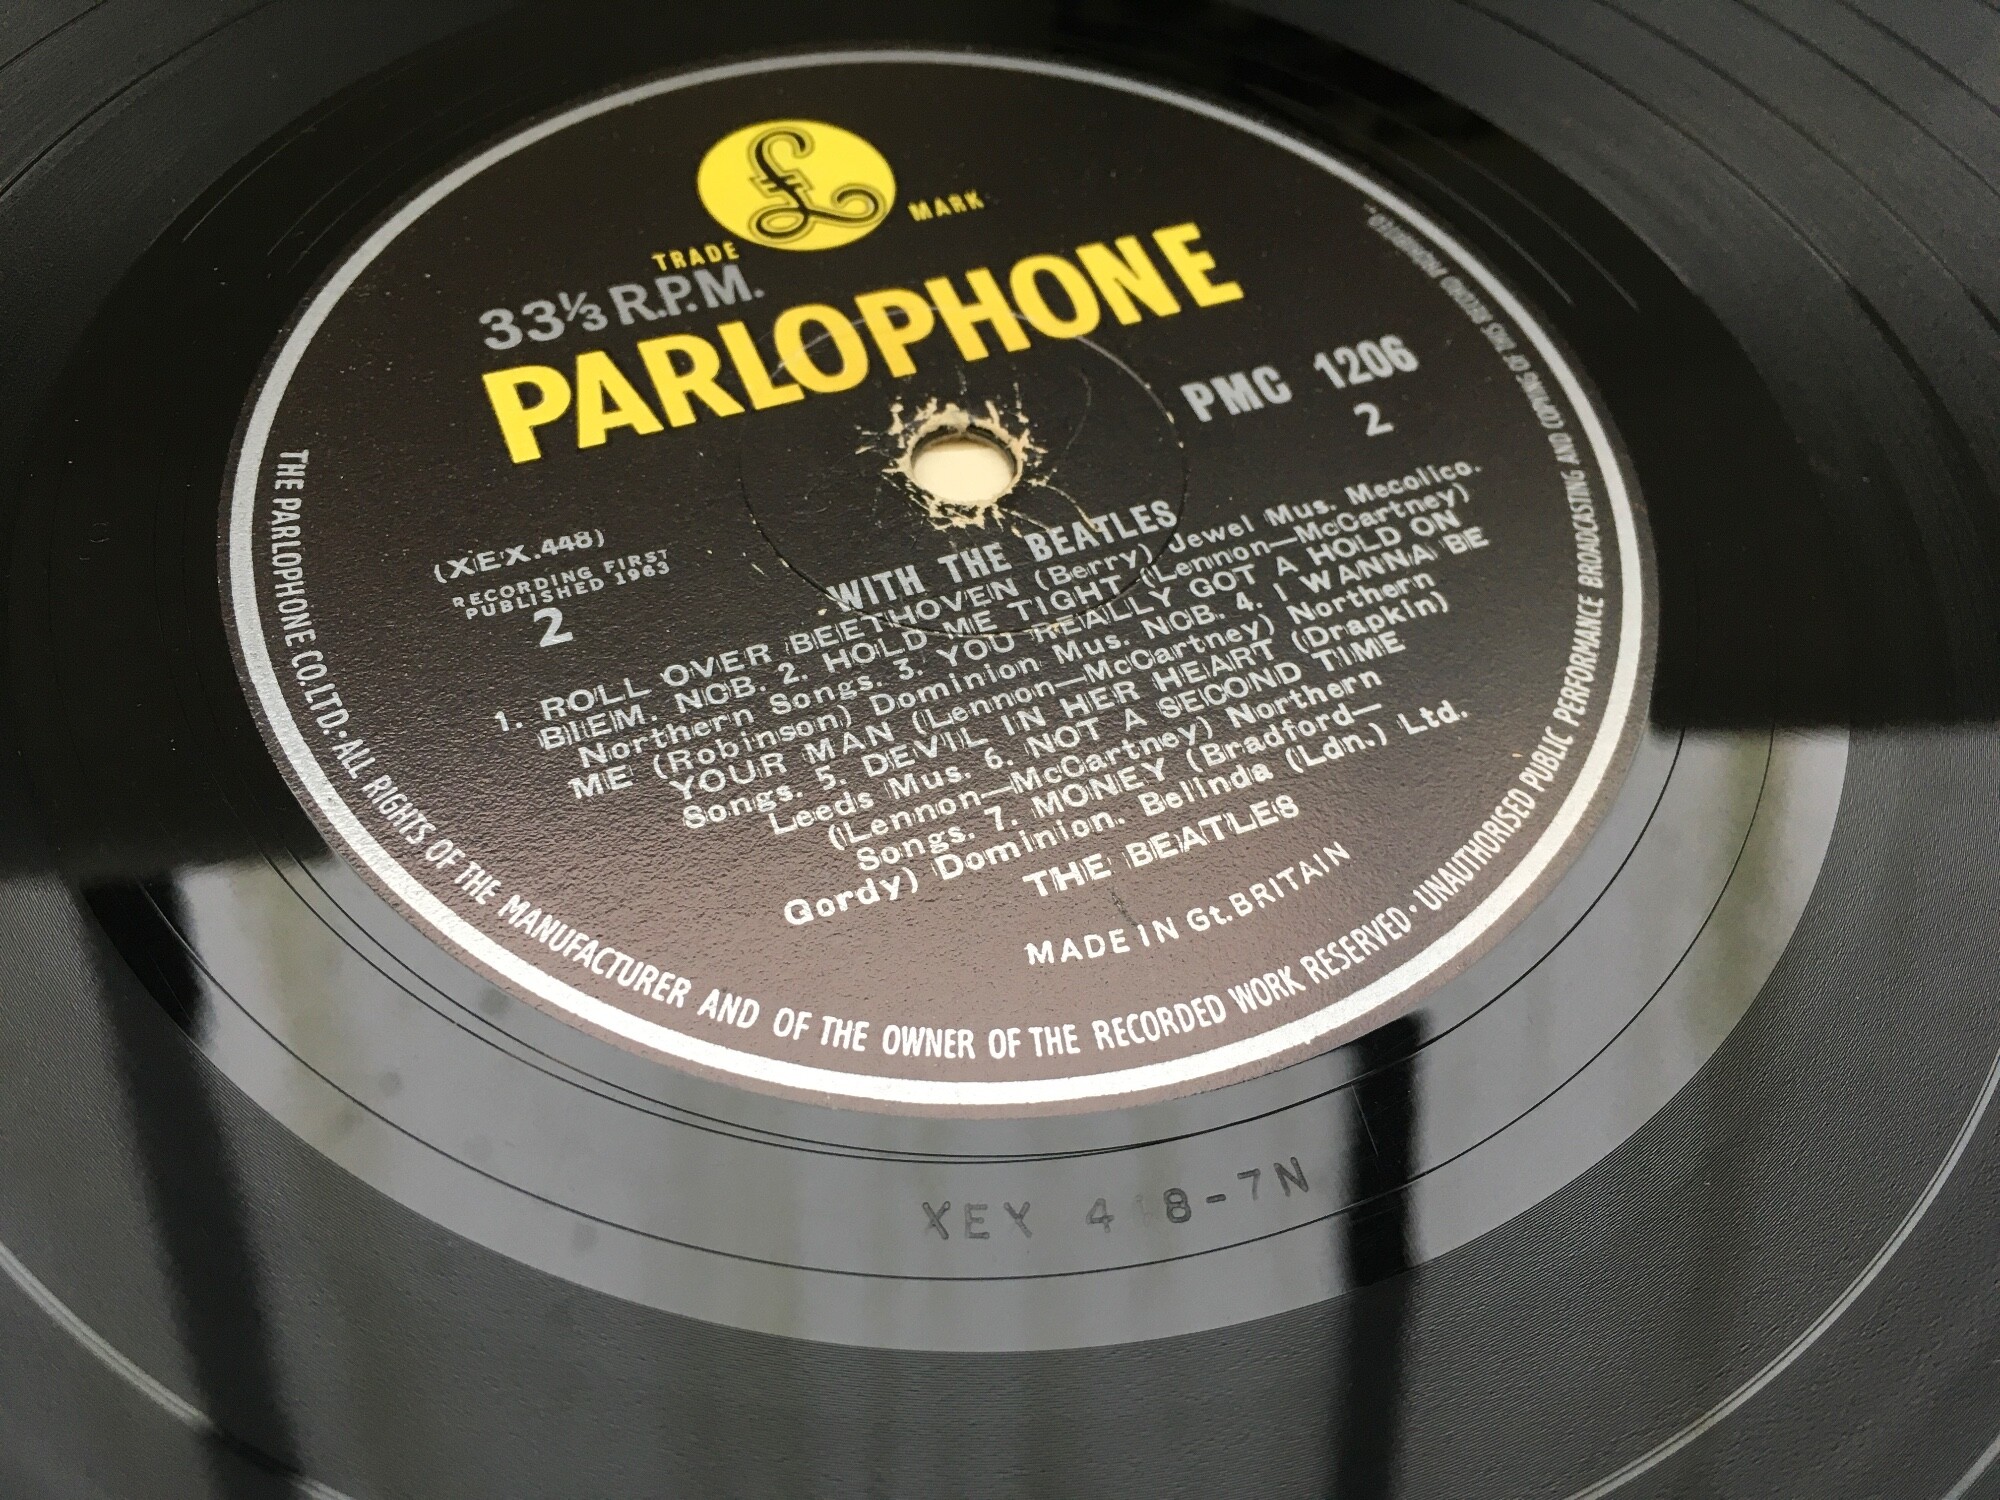 £
TRADE MARK
33⅓ R.P.M.
PARLOPHONE
PMC 1206
2
(XEX.448)
RECORDING FIRST
PUBLISHED 1963
2
WITH THE BEATLES
1. ROLL OVER BEETHOVEN (Berry) Jewel Mus. Mecolico.
BIEM. NCB. 2. HOLD ME TIGHT (Lennon—McCartney)
Northern Songs. 3. YOU REALLY GOT A HOLD ON
ME (Robinson) Dominion Mus. NCB. 4. I WANNA BE
YOUR MAN (Lennon—McCartney) Northern
Songs. 5. DEVIL IN HER HEART (Drapkin)
Leeds Mus. 6. NOT A SECOND TIME
(Lennon—McCartney) Northern
Songs. 7. MONEY (Bradford—
Gordy) Dominion. Belinda (Ldn.) Ltd.
THE BEATLES
MADE IN Gt. BRITAIN
THE PARLOPHONE CO. LTD. · ALL RIGHTS OF THE MANUFACTURER AND OF THE OWNER OF THE RECORDED WORK RESERVED · UNAUTHORISED PUBLIC PERFORMANCE BROADCASTING AND COPYING OF THIS RECORD PROHIBITED
XEX 448-7N